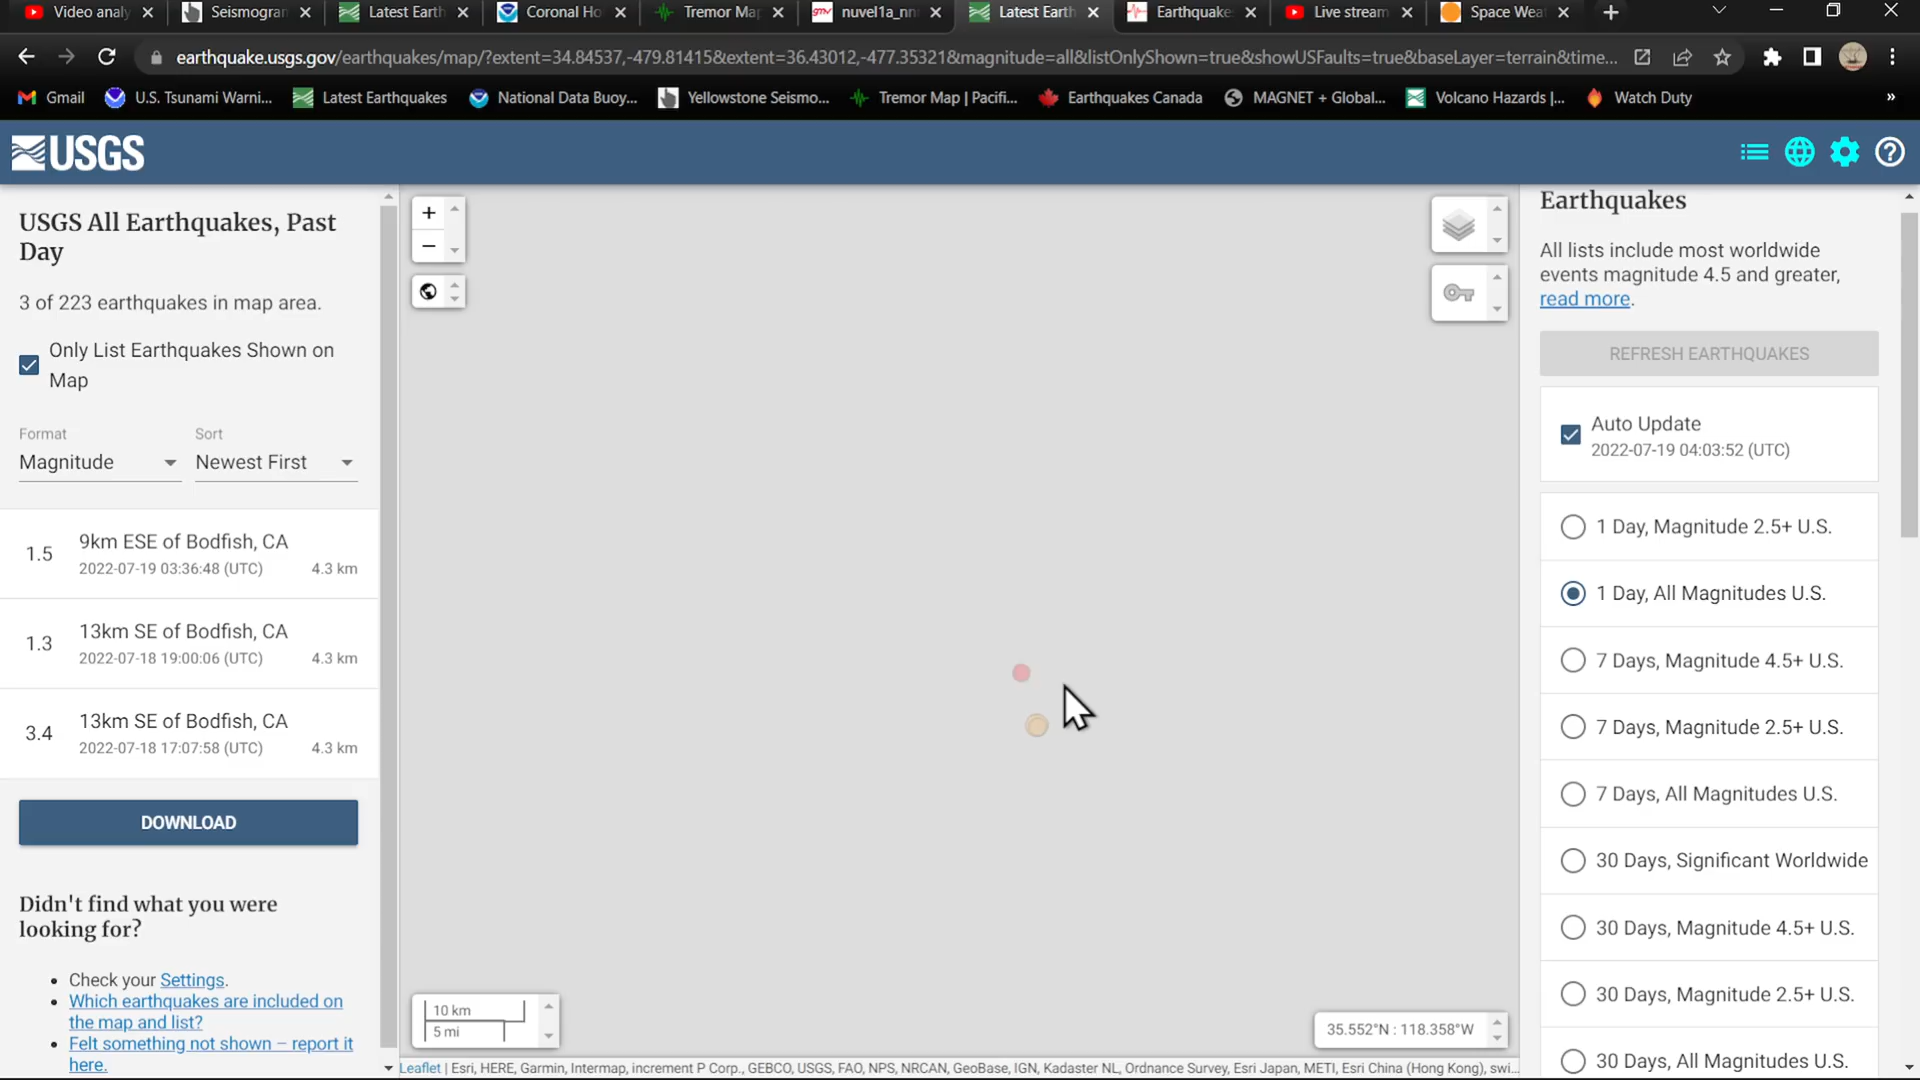 Video analy
Seismogra
Latest Earth
Coronal Ho
Tremor Ma
nuvel1a_nn
Latest Earth
Earthquake
Live stream
Space Wea
earthquake.usgs.gov/earthquakes/map/?extent=34.84537,-479.81415&extent=36.43012,-477.35321&magnitude=all&listOnlyShown=true&showUSFaults=true&baseLayer=terrain&time...
Gmail
U.S. Tsunami Warni...
Latest Earthquakes
National Data Buoy...
Yellowstone Seismo...
Tremor Map | Pacifi...
Earthquakes Canada
MAGNET + Global...
Volcano Hazards |...
Watch Duty
»
USGS
USGS All Earthquakes, Past
Day
3 of 223 earthquakes in map area.
Only List Earthquakes Shown on
Map
Format
Sort
Magnitude
Newest First
1.5
9km ESE of Bodfish, CA
2022-07-19 03:36:48 (UTC)
4.3 km
1.3
13km SE of Bodfish, CA
2022-07-18 19:00:06 (UTC)
4.3 km
3.4
13km SE of Bodfish, CA
2022-07-18 17:07:58 (UTC)
4.3 km
DOWNLOAD
Didn't find what you were
looking for?
Check your Settings.
Which earthquakes are included on
the map and list?
Felt something not shown – report it
here.
+
−
10 km
5 mi
35.552°N : 118.358°W
Leaflet | Esri, HERE, Garmin, Intermap, increment P Corp., GEBCO, USGS, FAO, NPS, NRCAN, GeoBase, IGN, Kadaster NL, Ordnance Survey, Esri Japan, METI, Esri China (Hong Kong), swi...
Earthquakes
All lists include most worldwide
events magnitude 4.5 and greater,
read more.
REFRESH EARTHQUAKES
Auto Update
2022-07-19 04:03:52 (UTC)
1 Day, Magnitude 2.5+ U.S.
1 Day, All Magnitudes U.S.
7 Days, Magnitude 4.5+ U.S.
7 Days, Magnitude 2.5+ U.S.
7 Days, All Magnitudes U.S.
30 Days, Significant Worldwide
30 Days, Magnitude 4.5+ U.S.
30 Days, Magnitude 2.5+ U.S.
30 Days, All Magnitudes U.S.